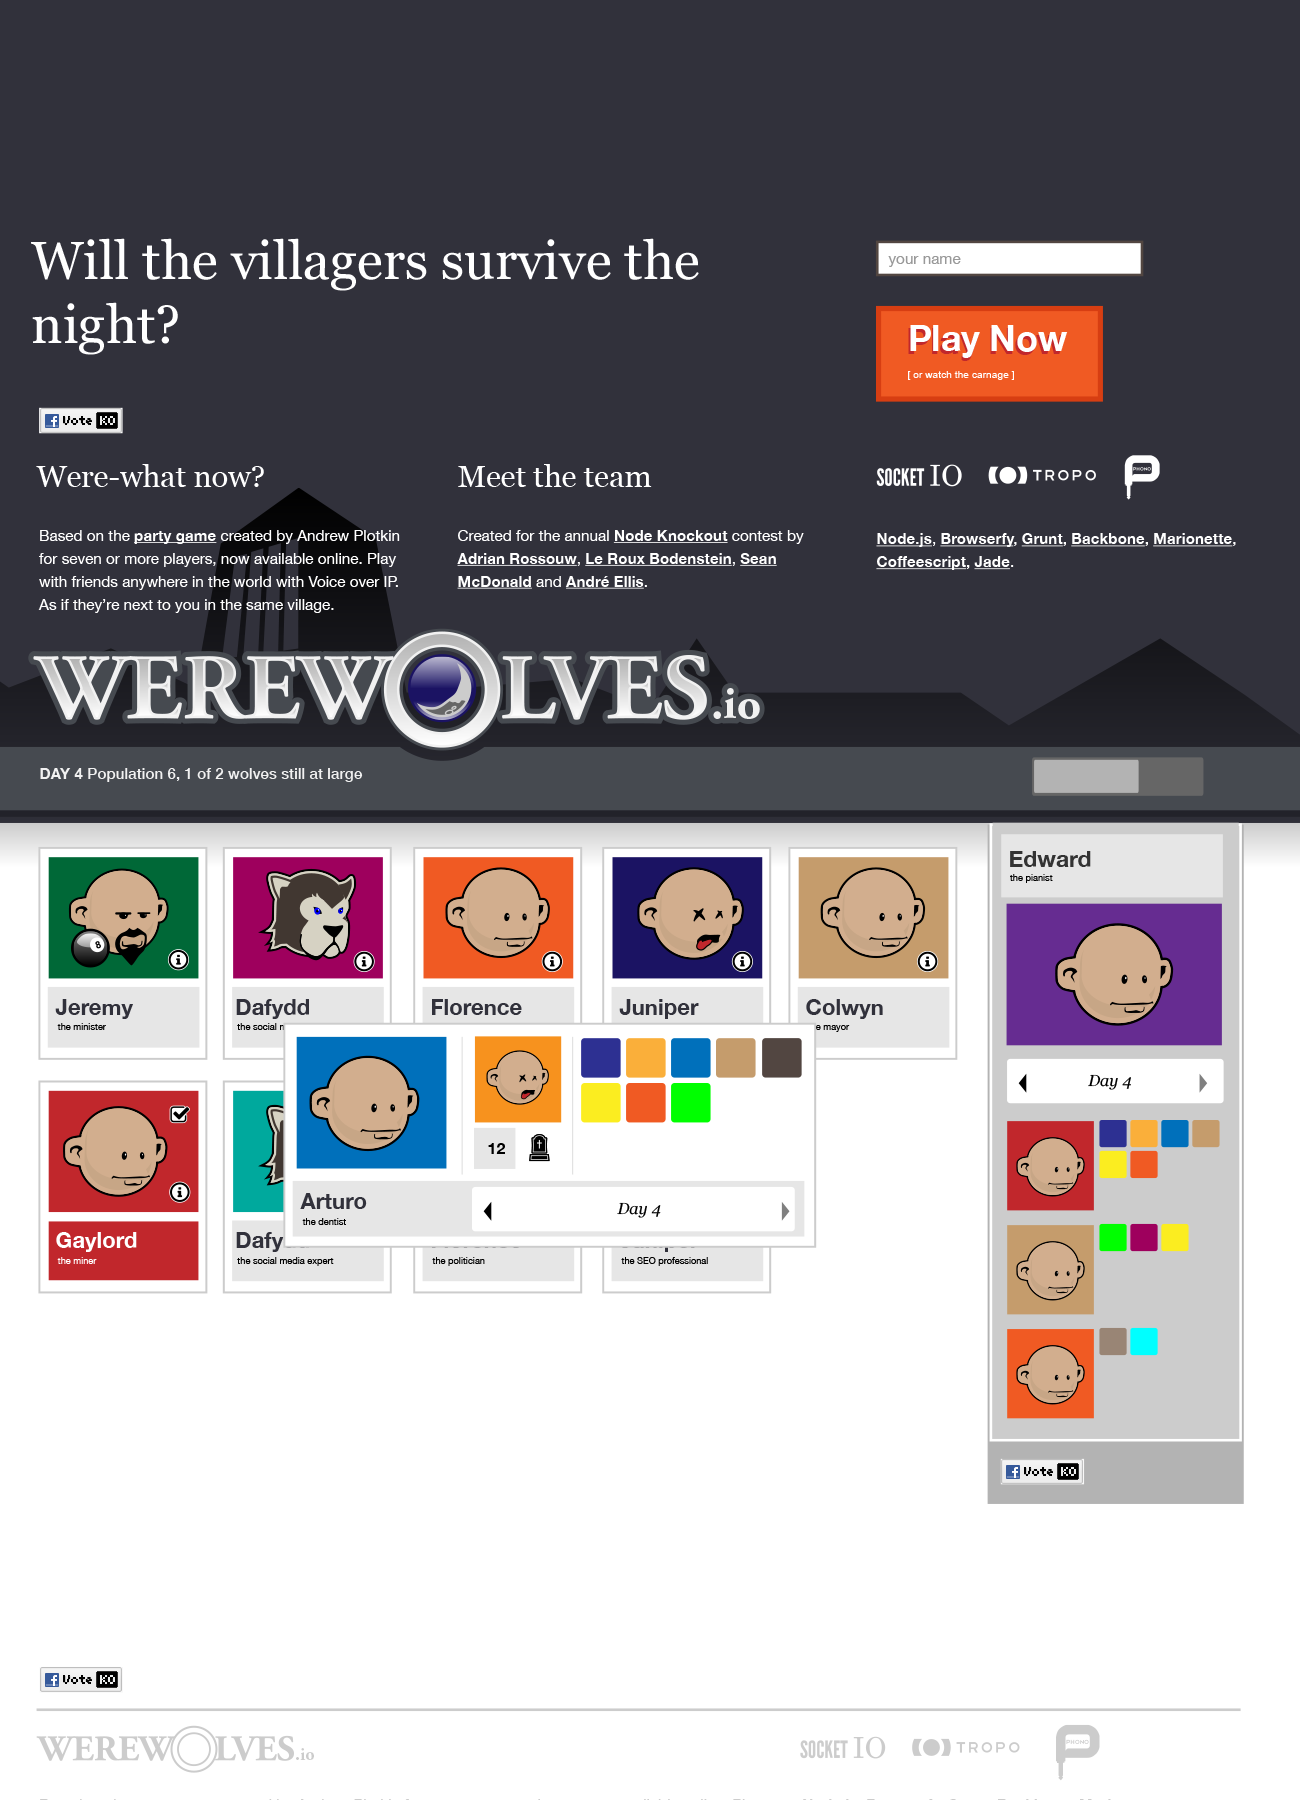 Will the villagers survive the
night?
your name
Play Now
[ or watch the carnage ]
Vote KO
Were-what now?
Based on the party game created by Andrew Plotkin
for seven or more players, now available online. Play
with friends anywhere in the world with Voice over IP.
As if they're next to you in the same village.
Meet the team
Created for the annual Node Knockout contest by
Adrian Rossouw, Le Roux Bodenstein, Sean
McDonald and André Ellis.
SOCKET IO
TROPO
PHONO
Node.js, Browserfy, Grunt, Backbone, Marionette,
Coffeescript, Jade.
WEREWOLVES.io
DAY 4 Population 6, 1 of 2 wolves still at large
8
Jeremy
the minister
Dafydd
the social
Florence
Juniper
Colwyn
mayor
Gaylord
the miner
Dafy
the social media expert
the politician
the SEO professional
12
Arturo
the dentist
Day 4
Edward
the pianist
Day 4
Vote KO
Vote KO
WEREWOLVES.io
SOCKET IO
TROPO
PHONO